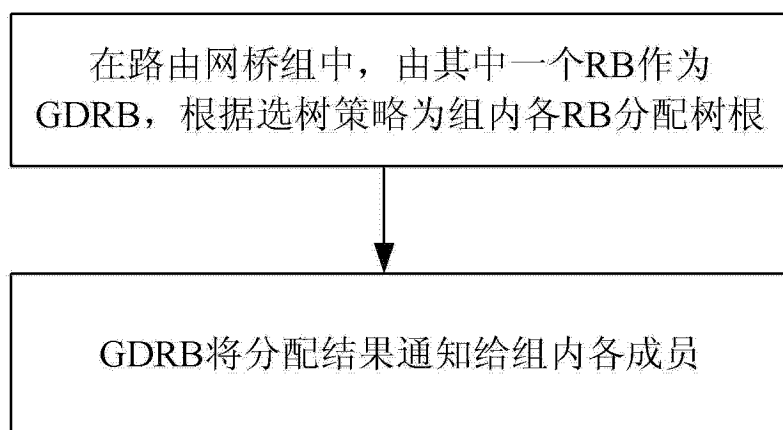 在路由网桥组中，由其中一个RB作为
GDRB，根据选树策略为组内各RB分配树根
GDRB将分配结果通知给组内各成员